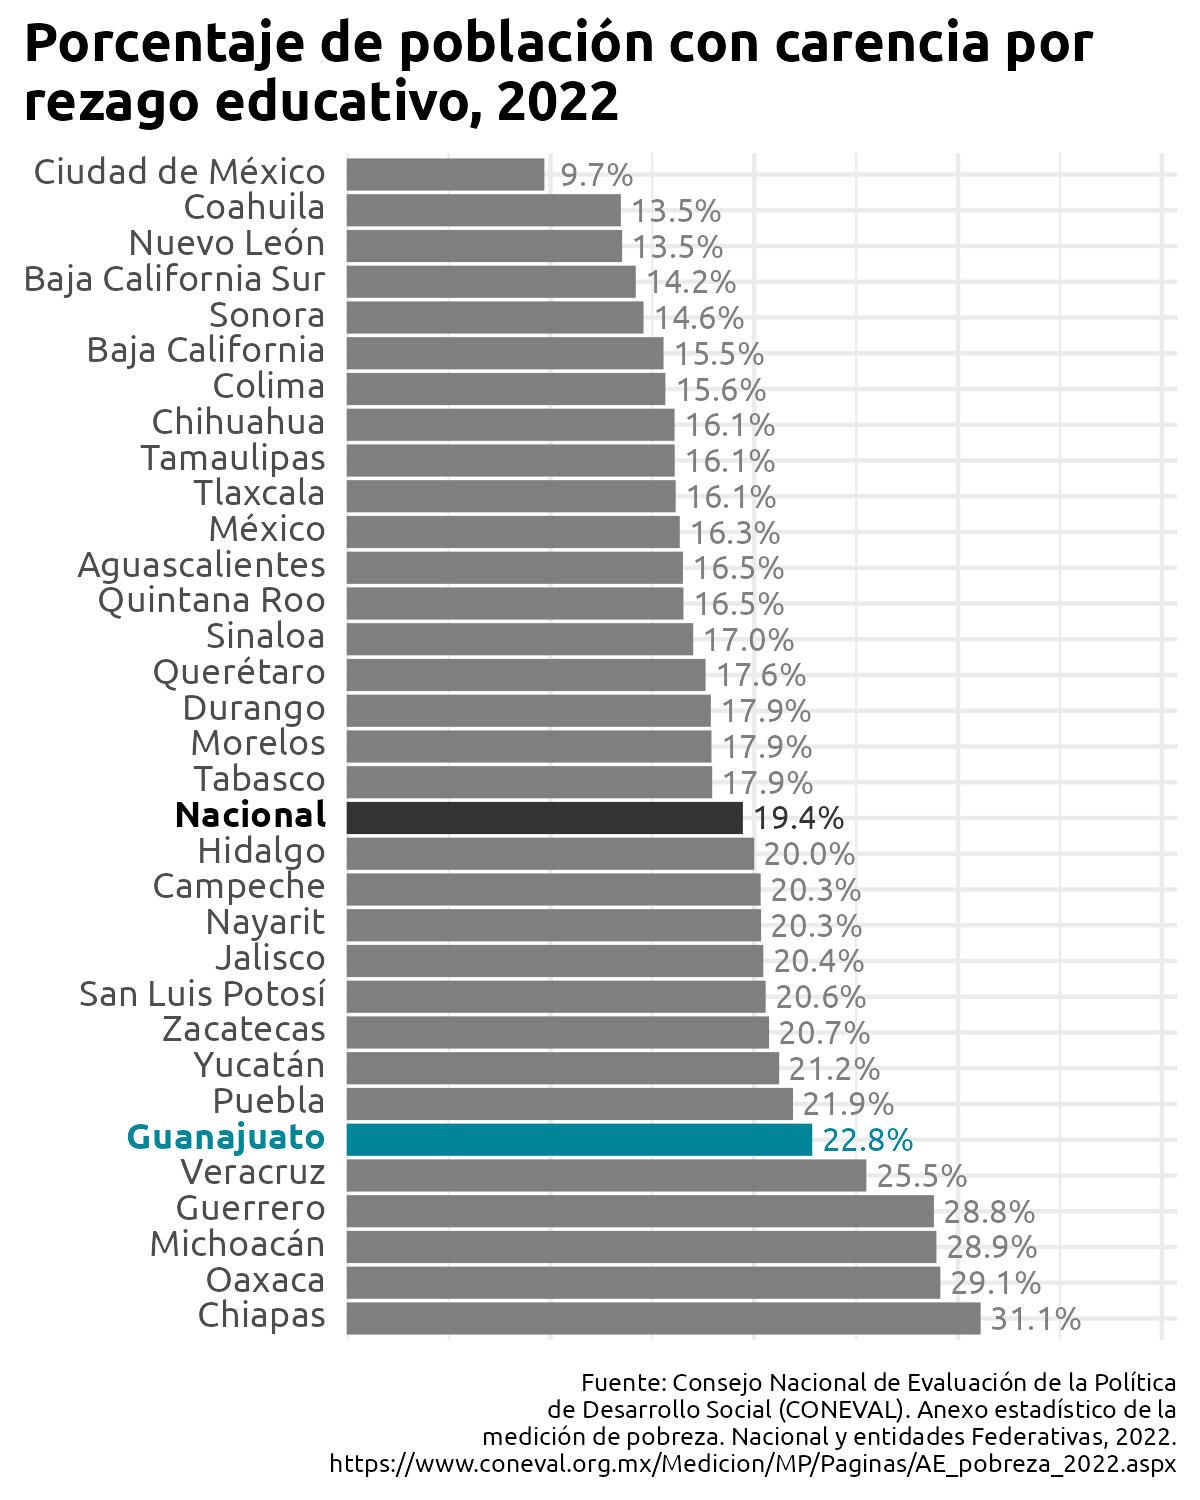 Porcentaje de población con carencia por
rezago educativo, 2022
Ciudad de México 9.7%
Coahuila 13.5%
Nuevo León 13.5%
Baja California Sur 14.2%
Sonora 14.6%
Baja California 15.5%
Colima 15.6%
Chihuahua 16.1%
Tamaulipas 16.1%
Tlaxcala 16.1%
México 16.3%
Aguascalientes 16.5%
Quintana Roo 16.5%
Sinaloa 17.0%
Querétaro 17.6%
Durango 17.9%
Morelos 17.9%
Tabasco 17.9%
Nacional 19.4%
Hidalgo 20.0%
Campeche 20.3%
Nayarit 20.3%
Jalisco 20.4%
San Luis Potosí 20.6%
Zacatecas 20.7%
Yucatán 21.2%
Puebla 21.9%
Guanajuato 22.8%
Veracruz 25.5%
Guerrero 28.8%
Michoacán 28.9%
Oaxaca 29.1%
Chiapas 31.1%
Fuente: Consejo Nacional de Evaluación de la Política
de Desarrollo Social (CONEVAL). Anexo estadístico de la
medición de pobreza. Nacional y entidades Federativas, 2022.
https://www.coneval.org.mx/Medicion/MP/Paginas/AE_pobreza_2022.aspx